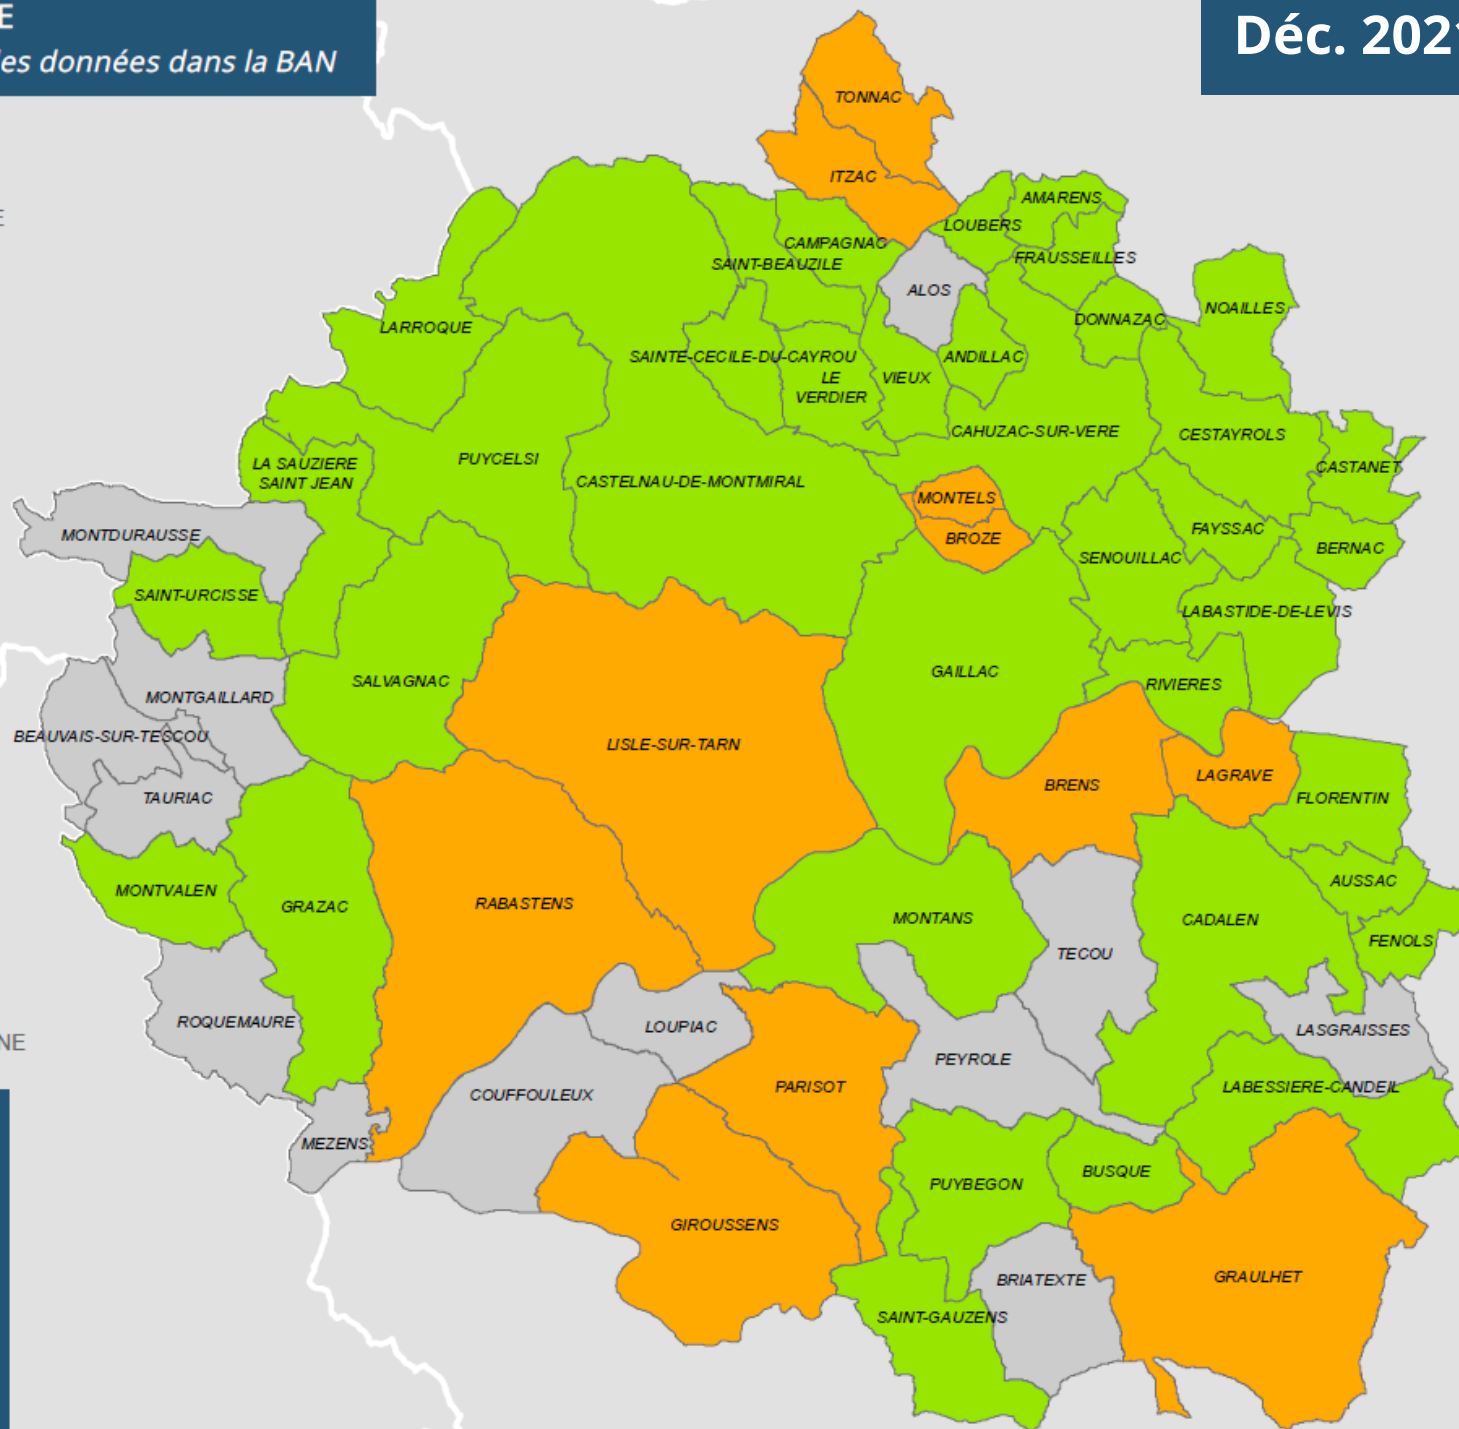 E
es données dans la BAN
Déc. 2021
TONNAC
ITZAC
AMARENS
E
LOUBERS
CAMPAGNAC
FRAUSSEILLES
SAINT-BEAUZILE
ALOS
NOAILLES
DONNAZAC
LARROQUE
SAINTE-CECILE-DU-CAYROU
ANDILLAC
LE
VERDIER
VIEUX
CAHUZAC-SUR-VERE
CESTAYROLS
PUYCELSI
LA SAUZIERE
SAINT JEAN
CASTANET
CASTELNAU-DE-MONTMIRAL
MONTELS
FAYSSAC
MONTDURAUSSE
BROZE
BERNAC
SENOUILLAC
SAINT-URCISSE
LABASTIDE-DE-LEVIS
GAILLAC
SALVAGNAC
RIVIERES
MONTGAILLARD
BEAUVAIS-SUR-TESCOU
LISLE-SUR-TARN
LAGRAVE
BRENS
TAURIAC
FLORENTIN
AUSSAC
MONTVALEN
RABASTENS
GRAZAC
MONTANS
CADALEN
FENOLS
TECOU
ROQUEMAURE
LOUPIAC
LASGRAISSES
NE
PEYROLE
PARISOT
LABESSIERE-CANDEIL
COUFFOULEUX
MEZENS
BUSQUE
PUYBEGON
GIROUSSENS
BRIATEXTE
GRAULHET
SAINT-GAUZENS